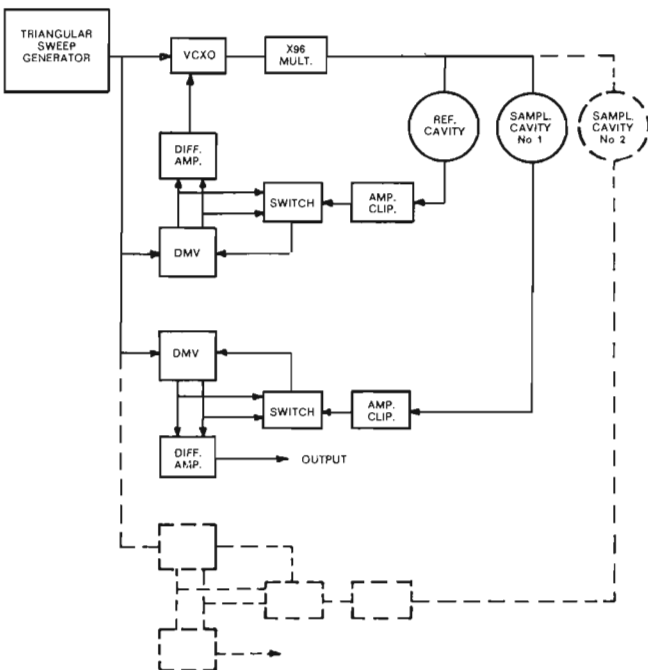 TRIANGULAR
SWEEP
GENERATOR
VCXO
X96
MULT.
REF.
CAVITY
SAMPL.
CAVITY
No 1
SAMPL.
CAVITY
No 2
DIFF.
AMP.
SWITCH
AMP.
CLIP.
DMV
DMV
SWITCH
AMP.
CLIP.
DIFF.
AMP.
OUTPUT